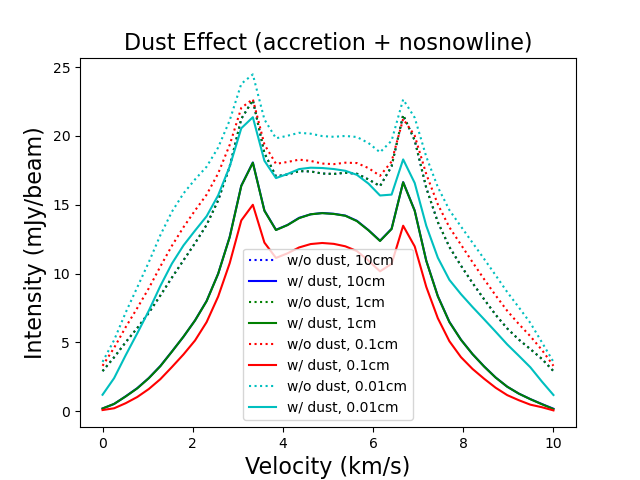 Dust Effect (accretion + nosnowline)
Intensity (mJy/beam)
25
20
15
10
5
0
w/o dust, 10cm
w/ dust, 10cm
w/o dust, 1cm
w/ dust, 1cm
w/o dust, 0.1cm
w/ dust, 0.1cm
w/o dust, 0.01cm
w/ dust, 0.01cm
0 2 4 6 8 10
Velocity (km/s)